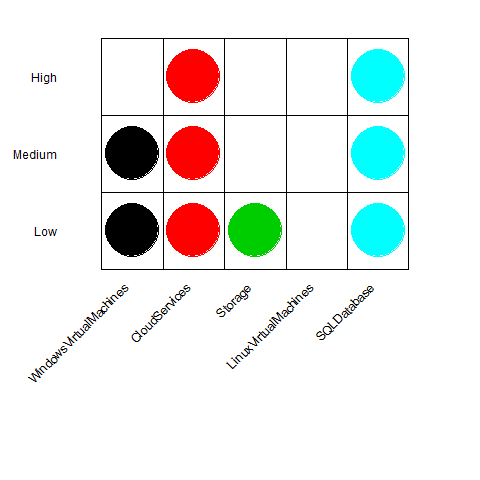 High
Medium
Low
WindowsVirtualMachines
CloudServices
Storage
LinuxVirtualMachines
SQLDatabase